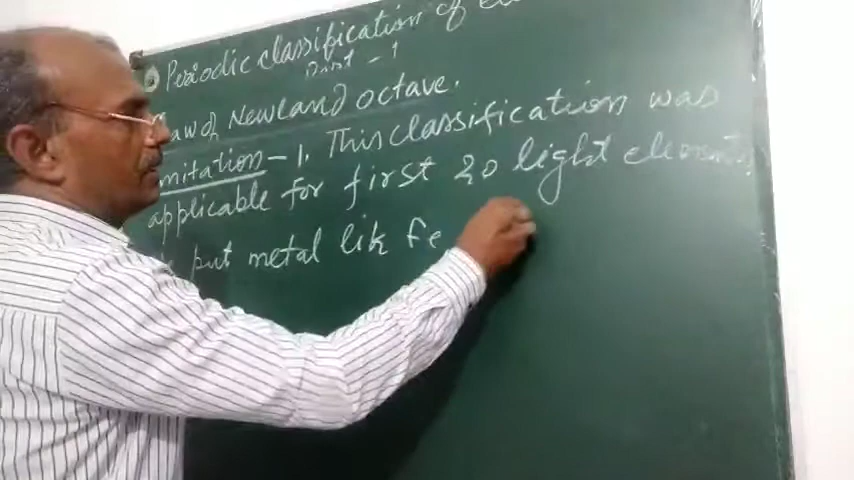 Periodic classification of
Part - 1
Law of Newland octave.
mitation - 1. This classification was
applicable for first 20 light elements
put metal lik Fe